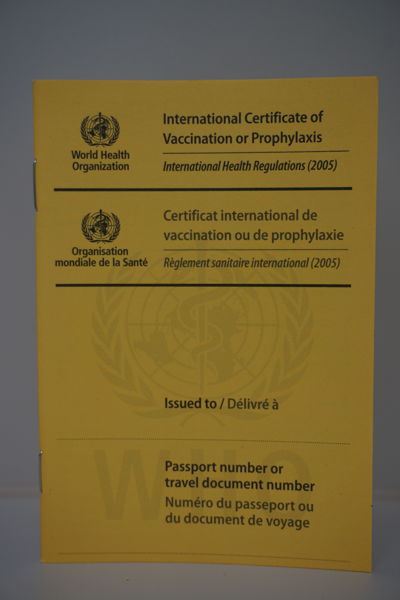 World Health
Organization
International Certificate of
Vaccination or Prophylaxis
International Health Regulations (2005)
Organisation
mondiale de la Santé
Certificat international de
vaccination ou de prophylaxie
Règlement sanitaire international (2005)
Issued to / Délivré à
Passport number or
travel document number
Numéro du passeport ou
du document de voyage
WHO